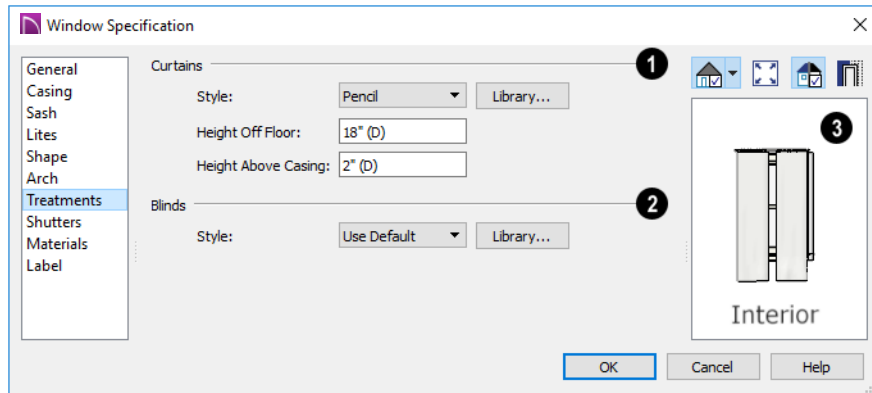 Window Specification
General
Casing
Sash
Lites
Shape
Arch
Treatments
Shutters
Materials
Label
Curtains
1
Style: Pencil Library...
Height Off Floor: 18" (D)
Height Above Casing: 2" (D)
Blinds
2
Style: Use Default Library...
3
Interior
OK Cancel Help